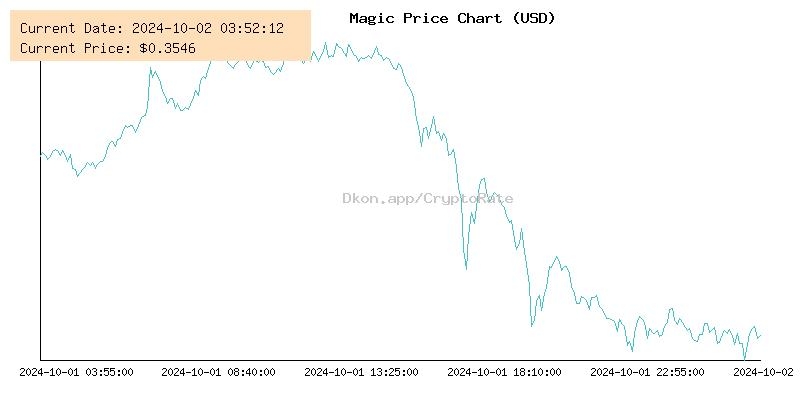 Magic Price Chart (USD)
Current Date: 2024-10-02 03:52:12
Current Price: $0.3546
Dkon.app/CryptoRate
2024-10-01 03:55:00 2024-10-01 08:40:00 2024-10-01 13:25:00 2024-10-01 18:10:00 2024-10-01 22:55:00 2024-10-02